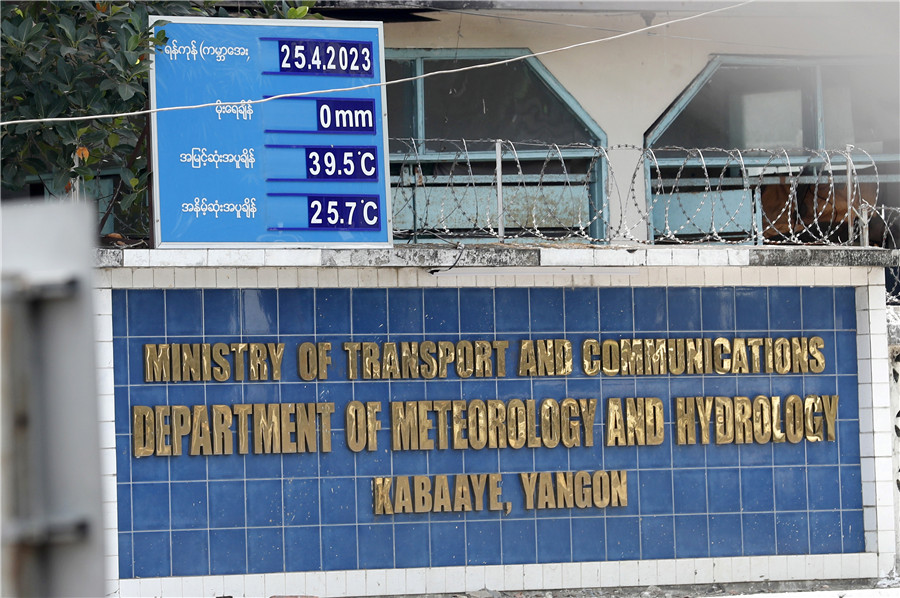 ရန်ကုန် (ကမ္ဘာအေး) 25.4.2023
မိုးရေချိန် 0mm
အမြင့်ဆုံးအပူချိန် 39.5°C
အနိမ့်ဆုံးအပူချိန် 25.7°C
MINISTRY OF TRANSPORT AND COMMUNICATIONS
DEPARTMENT OF METEOROLOGY AND HYDROLOGY
KABAAYE, YANGON